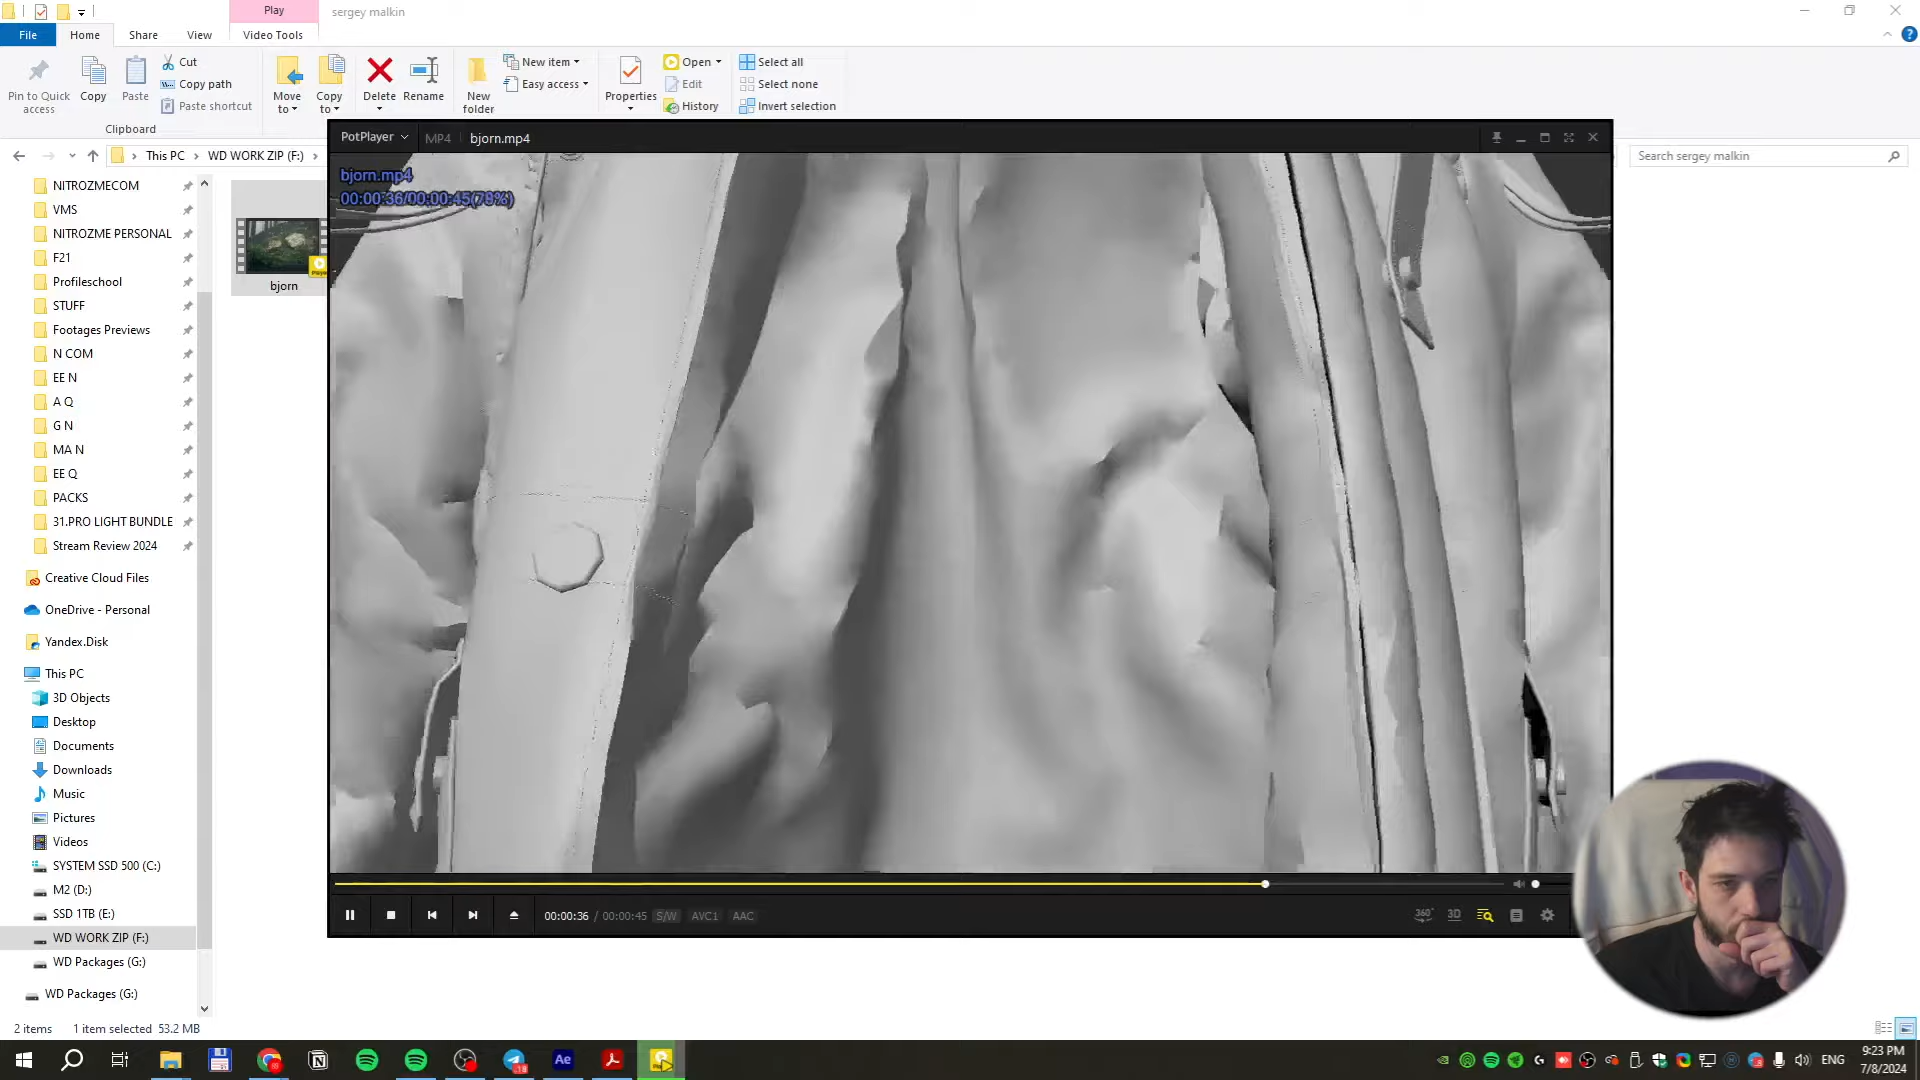 Play
sergey malkin
File
Home
Share
View
Video Tools
Pin to Quick access
Copy
Paste
Cut
Copy path
Paste shortcut
Clipboard
Move to
Copy to
Delete
Rename
New folder
New item
Easy access
Properties
Open
Edit
History
Select all
Select none
Invert selection
This PC
WD WORK ZIP (F:)
Search sergey malkin
PotPlayer
MP4
bjorn.mp4
bjorn.mp4
00:00:36/00:00:45(79%)
NITROZMECOM
VMS
NITROZME PERSONAL
F21
Profileschool
STUFF
Footages Previews
N COM
EE N
A Q
G N
MA N
EE Q
PACKS
31.PRO LIGHT BUNDLE
Stream Review 2024
Creative Cloud Files
OneDrive - Personal
Yandex.Disk
This PC
3D Objects
Desktop
Documents
Downloads
Music
Pictures
Videos
SYSTEM SSD 500 (C:)
M2 (D:)
SSD 1TB (E:)
WD WORK ZIP (F:)
WD Packages (G:)
WD Packages (G:)
bjorn
00:00:36 / 00:00:45
S/W
AVC1
AAC
360°
3D
2 items
1 item selected 53.2 MB
Ae
ENG
9:23 PM
7/8/2024